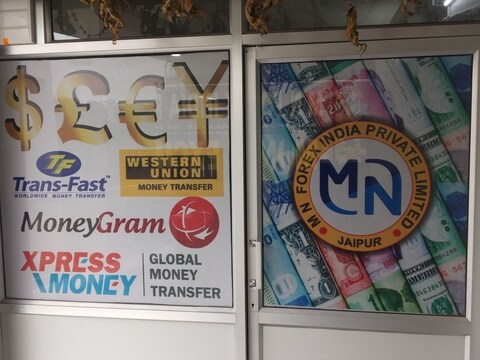 $ £ € ¥
TF
Trans-Fast™
WORLDWIDE MONEY TRANSFER
WESTERN
UNION
MONEY TRANSFER
MoneyGram
XPRESS
MONEY
GLOBAL
MONEY
TRANSFER
M N FOREX INDIA PRIVATE LIMITED
MN
JAIPUR